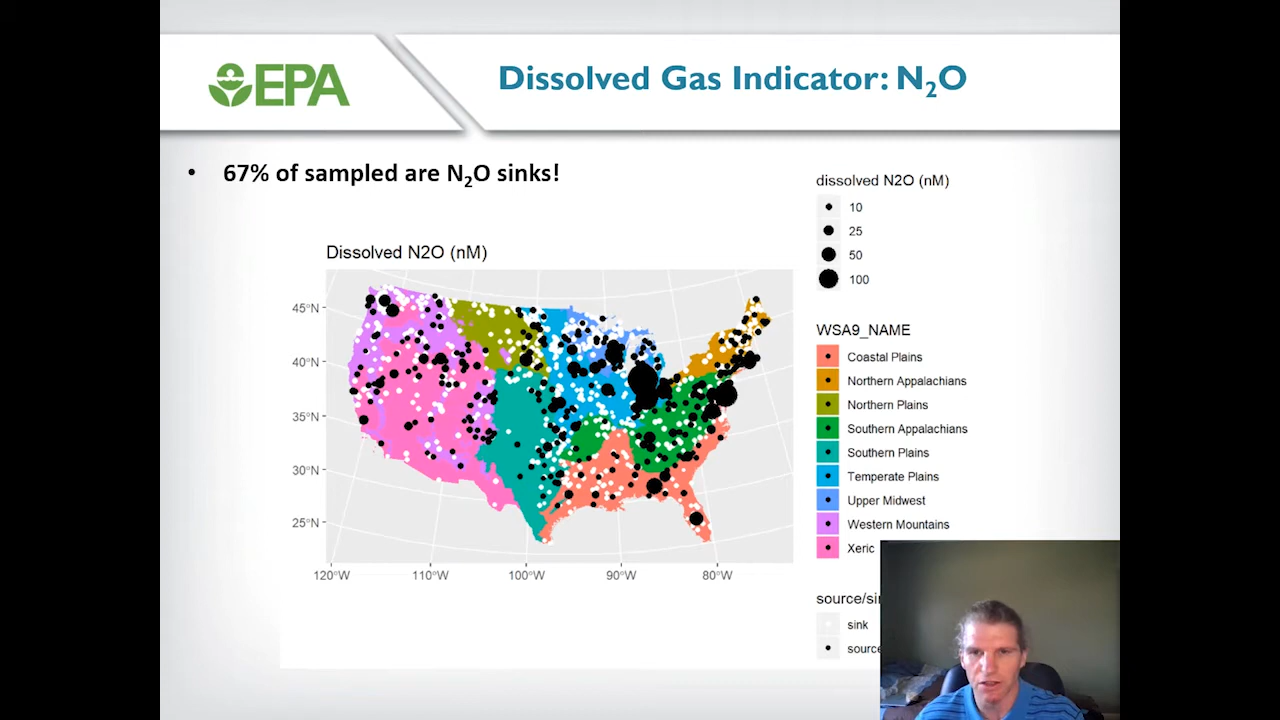 EPA
Dissolved Gas Indicator: N₂O
• 67% of sampled are N₂O sinks!
Dissolved N2O (nM)
45°N
40°N
35°N
30°N
25°N
120°W 110°W 100°W 90°W 80°W
dissolved N2O (nM)
10
25
50
100
WSA9_NAME
Coastal Plains
Northern Appalachians
Northern Plains
Southern Appalachians
Southern Plains
Temperate Plains
Upper Midwest
Western Mountains
Xeric
source/si
sink
source